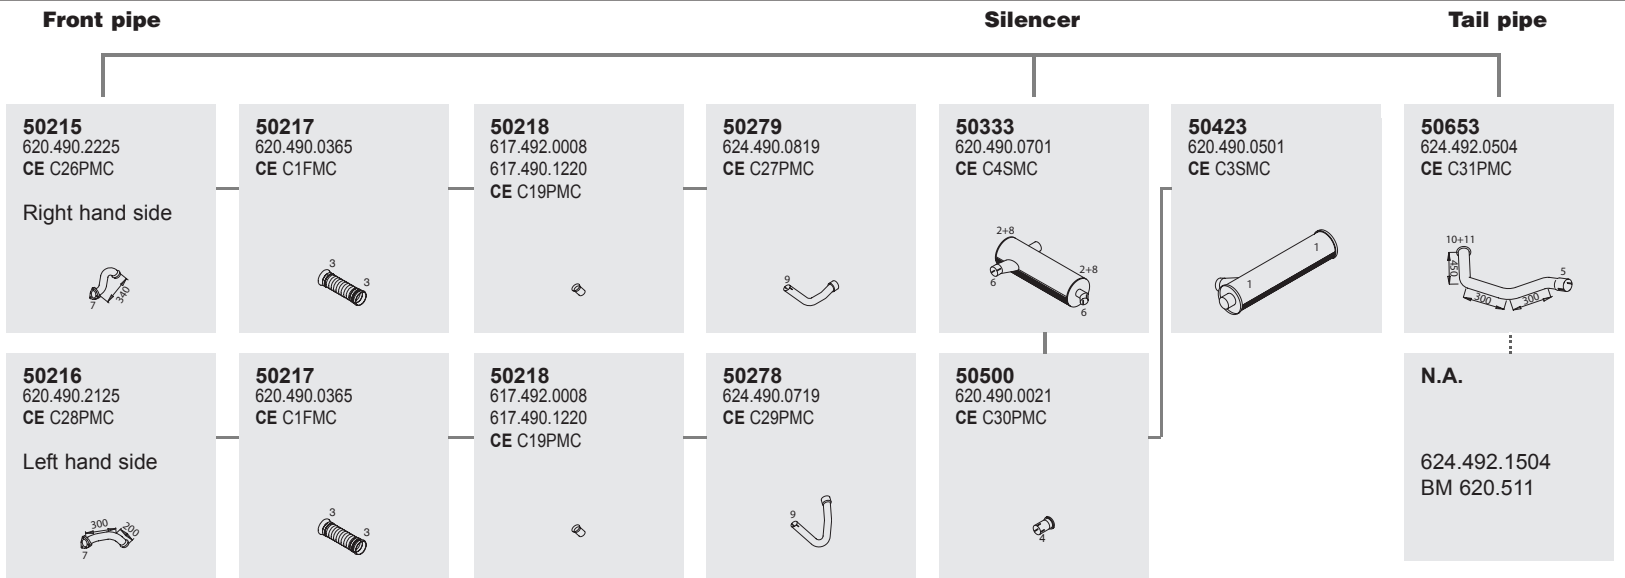 Front pipe
Silencer
Tail pipe
50215
620.490.2225
CE C26PMC
Right hand side
7
340
50217
620.490.0365
CE C1FMC
3
3
50218
617.492.0008
617.490.1220
CE C19PMC
50279
624.490.0819
CE C27PMC
9
50333
620.490.0701
CE C4SMC
2+8
2+8
6
6
50423
620.490.0501
CE C3SMC
1
1
50653
624.492.0504
CE C31PMC
10+11
450
5
300
300
50216
620.490.2125
CE C28PMC
Left hand side
300
200
7
50217
620.490.0365
CE C1FMC
3
3
50218
617.492.0008
617.490.1220
CE C19PMC
50278
624.490.0719
CE C29PMC
9
50500
620.490.0021
CE C30PMC
4
N.A.
624.492.1504
BM 620.511